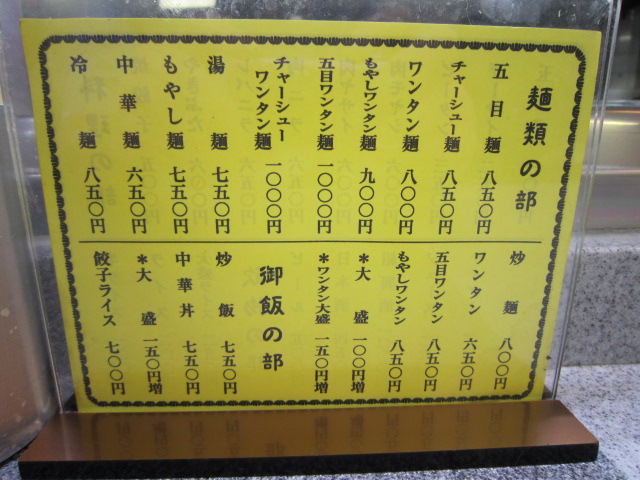 麺類の部
五目麺 八五〇円
チャーシュー麺 八五〇円
ワンタン麺 八〇〇円
もやしワンタン麺 九〇〇円
五目ワンタン麺 一〇〇〇円
チャーシューワンタン麺 一〇〇〇円
湯麺 七五〇円
もやし麺 七五〇円
中華麺 六五〇円
冷麺 八五〇円
炒麺 八〇〇円
ワンタン 六五〇円
五目ワンタン 八五〇円
もやしワンタン 八五〇円
*大盛 一〇〇円増
*ワンタン大盛 一五〇円増
御飯の部
炒飯 七五〇円
中華丼 七五〇円
*大盛 一五〇円増
餃子ライス 七〇〇円